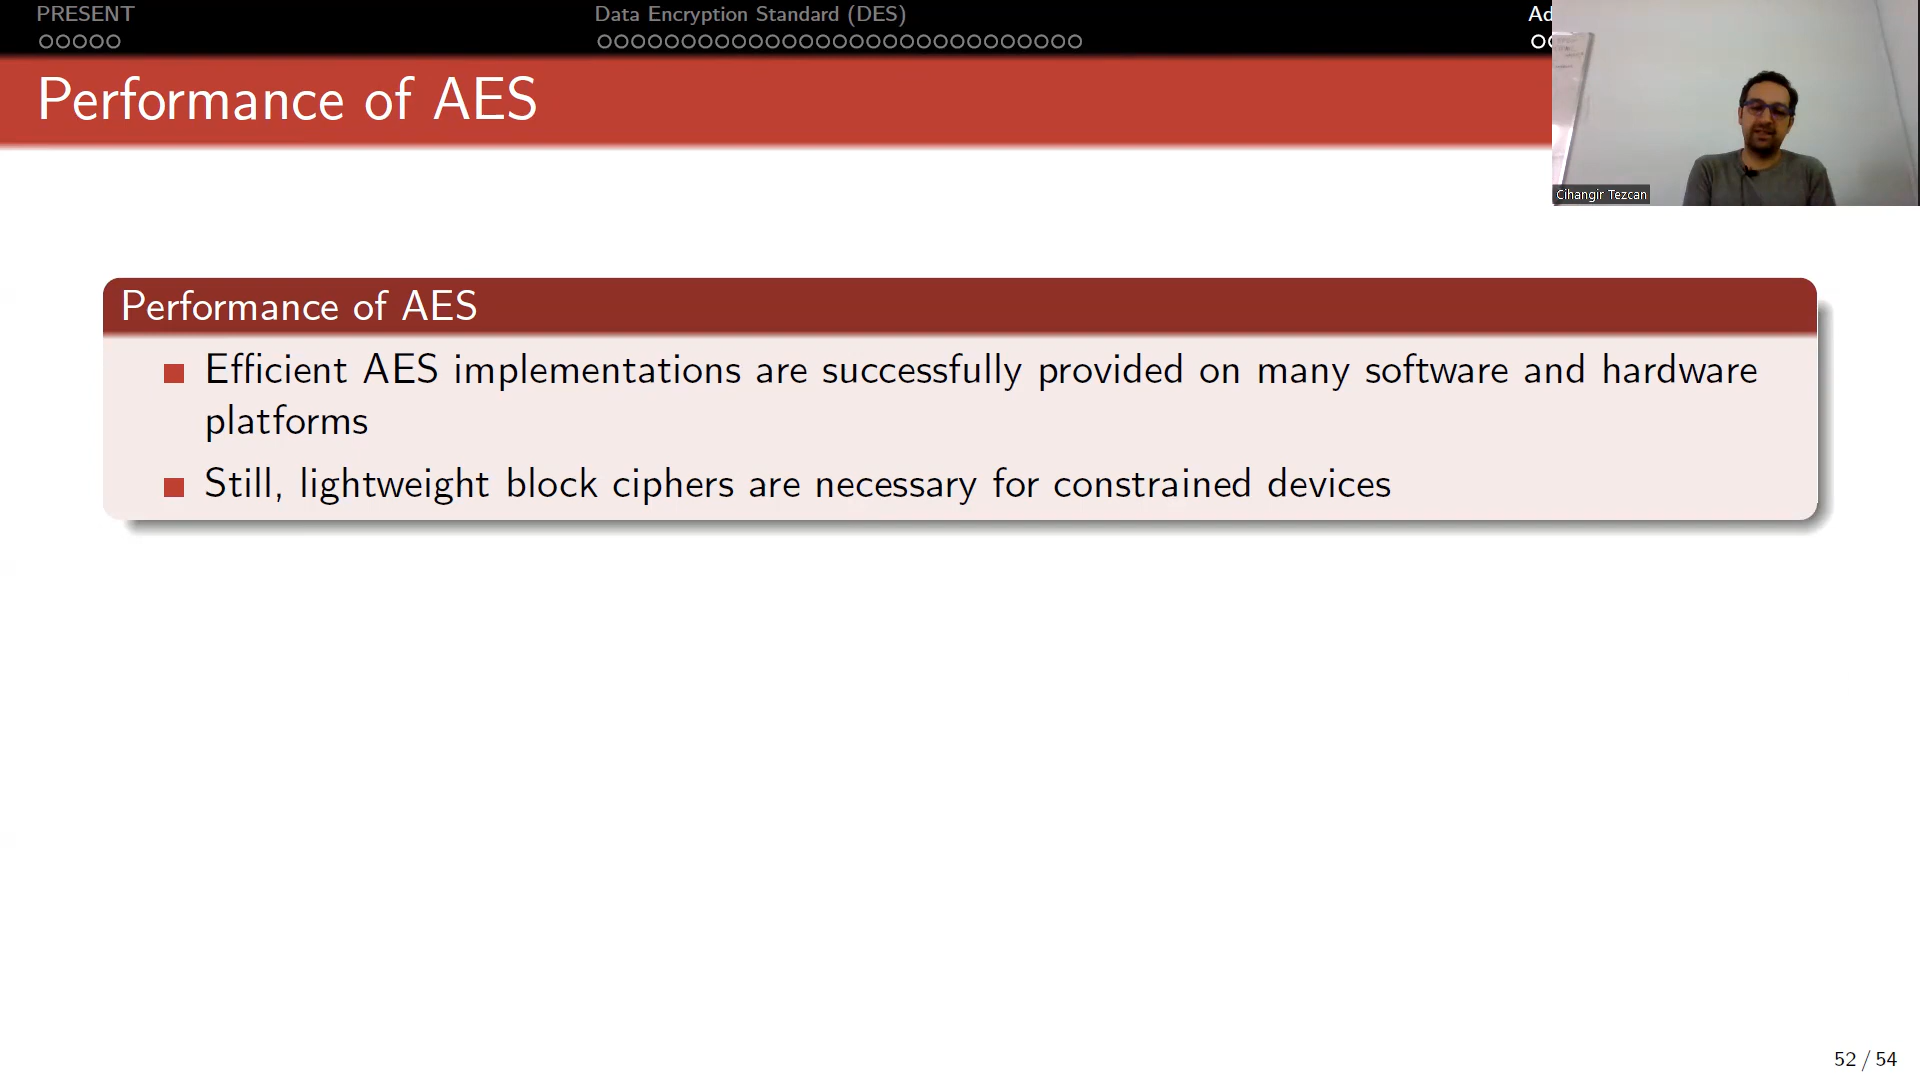 PRESENT
Data Encryption Standard (DES)
Ad
Performance of AES
Cihangir Tezcan
Performance of AES
Efficient AES implementations are successfully provided on many software and hardware
platforms
Still, lightweight block ciphers are necessary for constrained devices
52 / 54